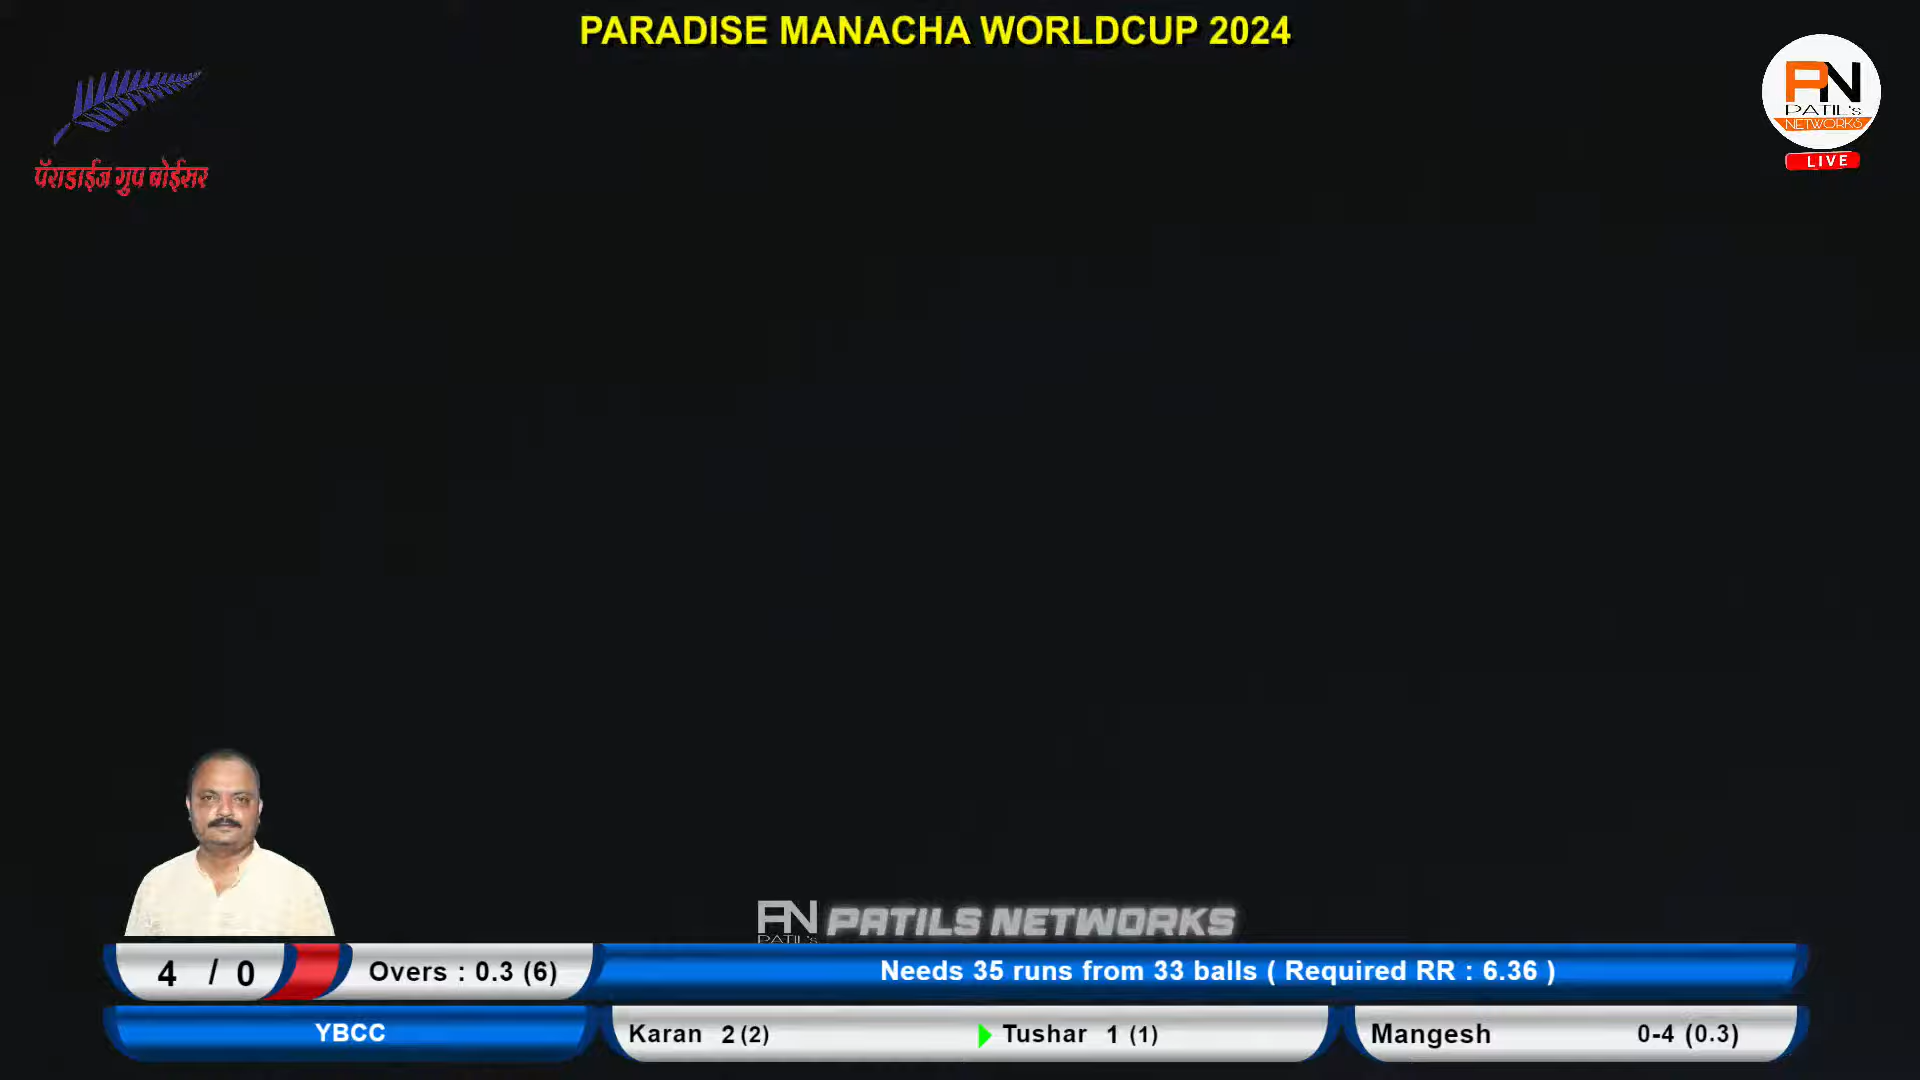 PARADISE MANACHA WORLDCUP 2024
PN
PATIL's
NETWORKS
LIVE
पॅराडाईज ग्रुप बोईसर
PN PATILS NETWORKS
PATIL's
4 / 0 Overs : 0.3 (6) Needs 35 runs from 33 balls ( Required RR : 6.36 )
YBCC Karan 2 (2) Tushar 1 (1) Mangesh 0-4 (0.3)